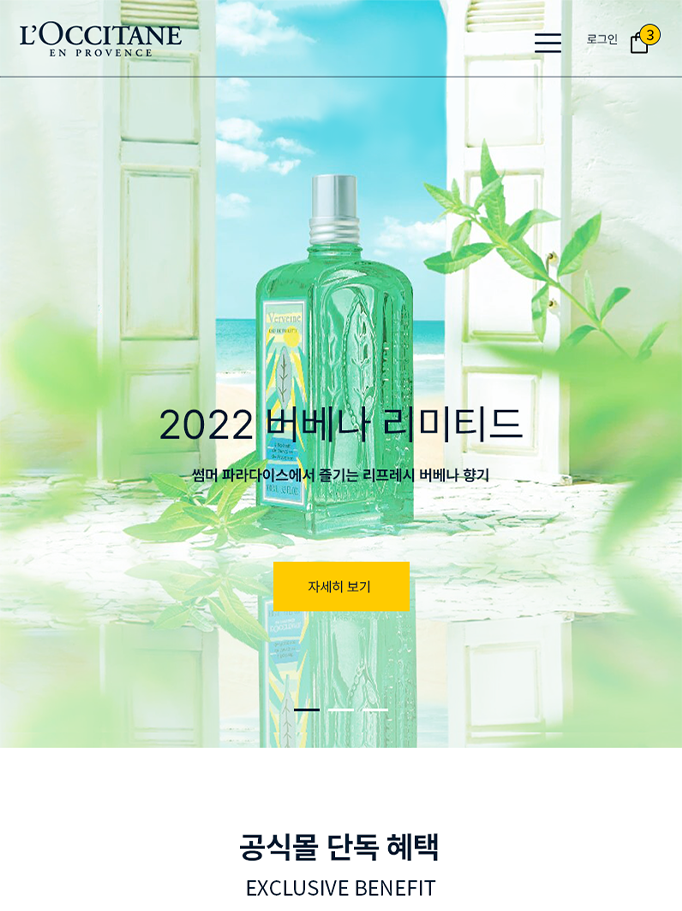 L'OCCITANE
EN PROVENCE
로그인
3
Verveine
2022 버베나 리미티드
썸머 파라다이스에서 즐기는 리프레시 버베나 향기
자세히 보기
공식몰 단독 혜택
EXCLUSIVE BENEFIT